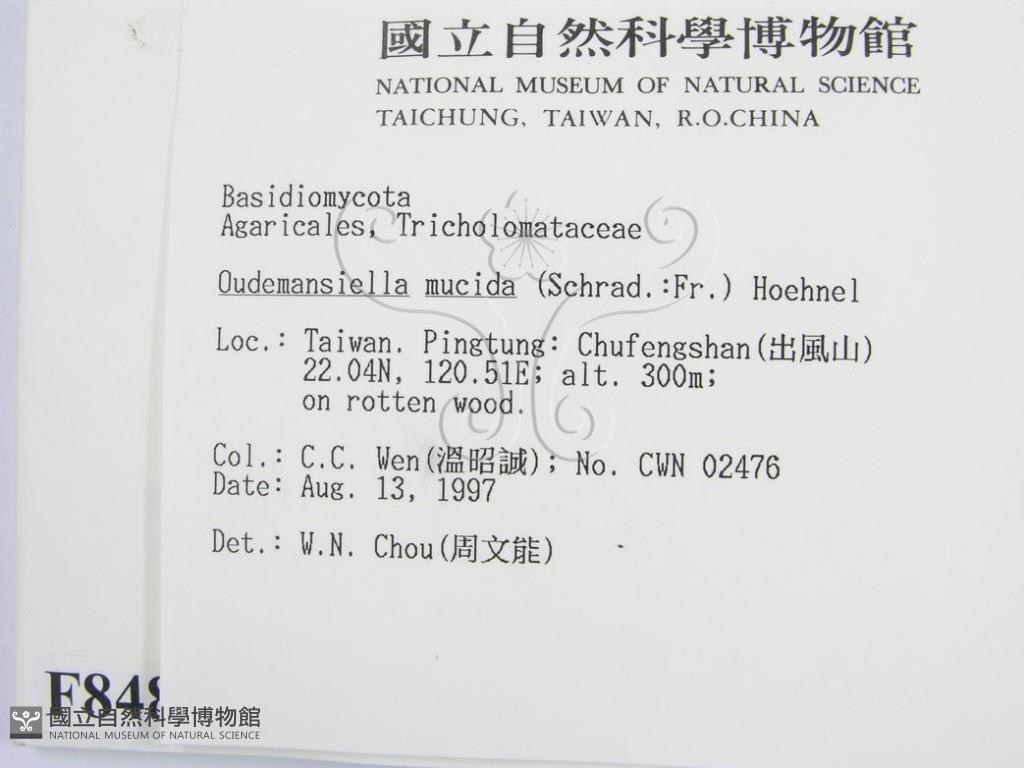 國立自然科學博物館
NATIONAL MUSEUM OF NATURAL SCIENCE
TAICHUNG, TAIWAN, R.O.CHINA
Basidiomycota
Agaricales, Tricholomataceae
Oudemansiella mucida (Schrad.:Fr.) Hoehnel
Loc.: Taiwan. Pingtung: Chufengshan(出風山)
22.04N, 120.51E; alt. 300m;
on rotten wood.
Col.: C.C. Wen(溫昭誠); No. CWN 02476
Date: Aug. 13, 1997
Det.: W.N. Chou(周文能)
F848
國立自然科學博物館
NATIONAL MUSEUM OF NATURAL SCIENCE